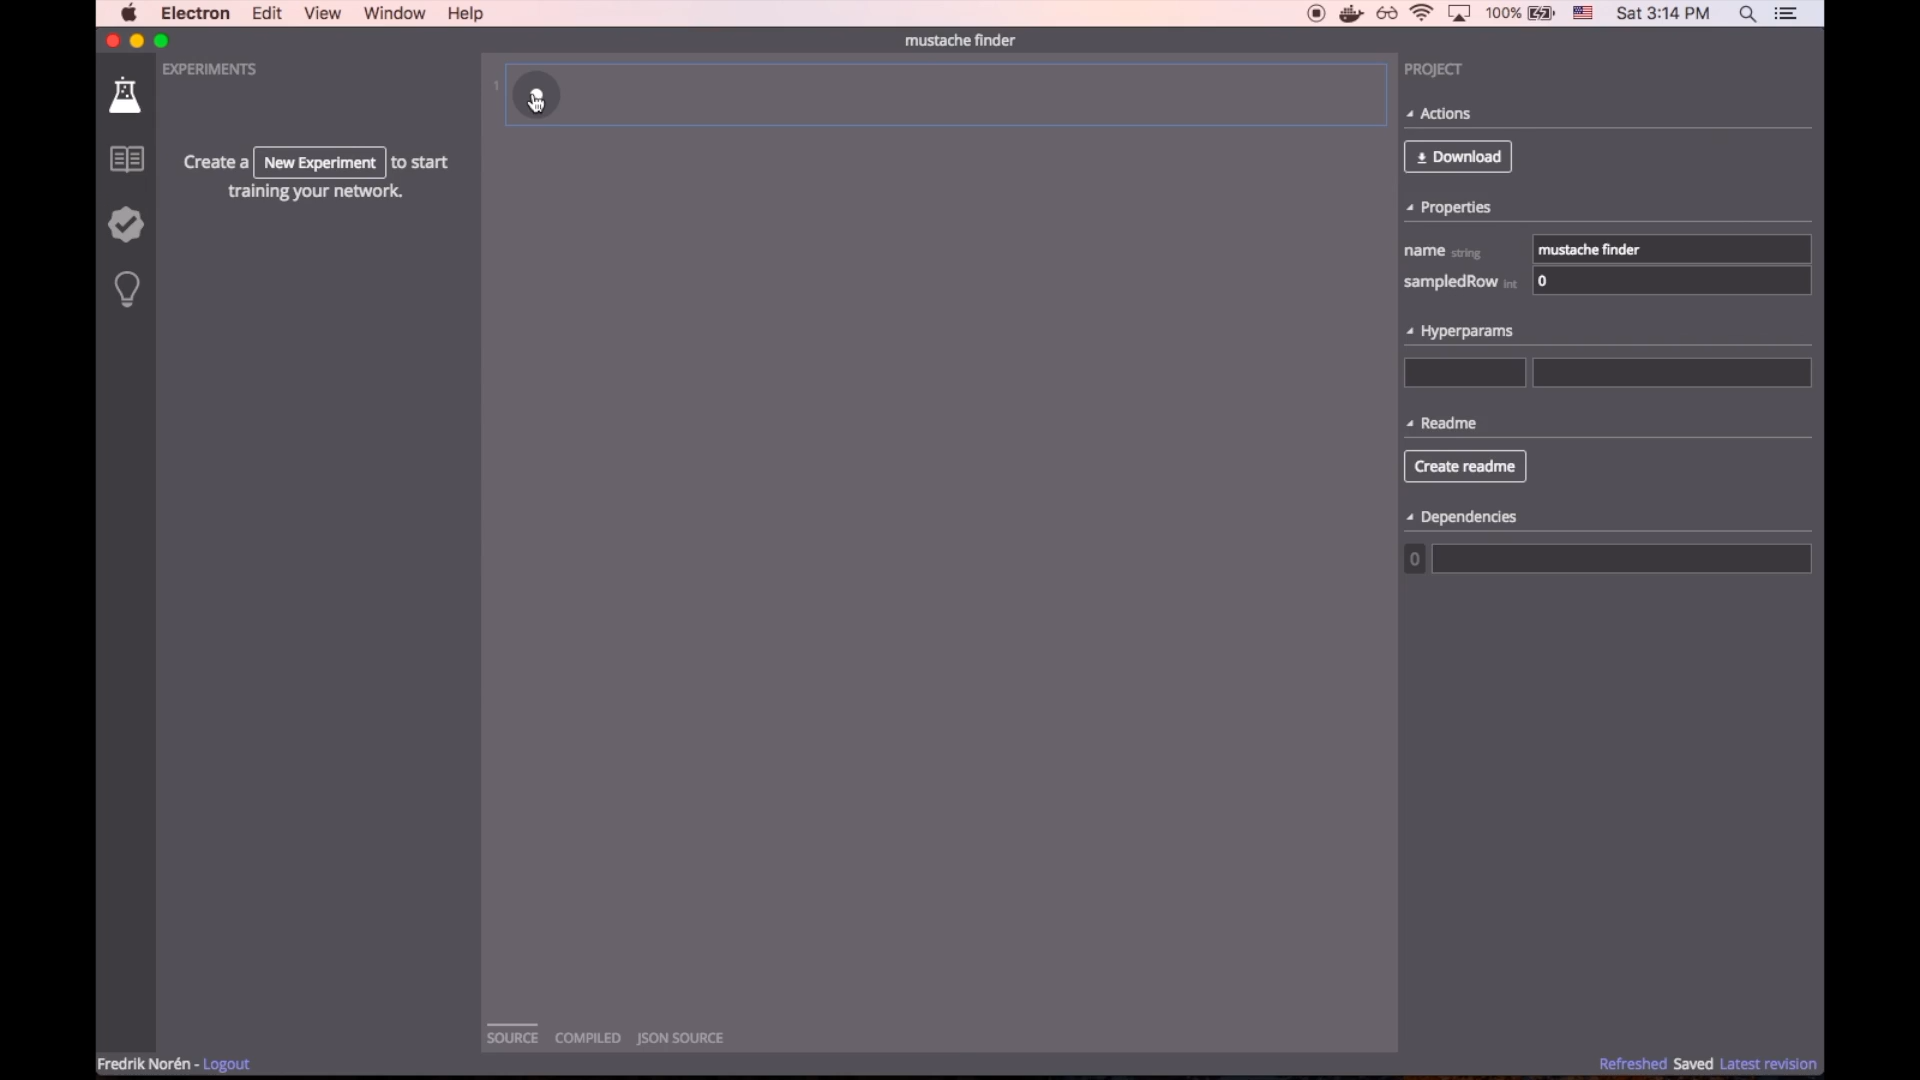 Electron Edit View Window Help 100% Sat 3:14 PM
mustache finder
EXPERIMENTS
Create a New Experiment to start
training your network.
1
PROJECT
Actions
Download
Properties
name string mustache finder
sampledRow int 0
Hyperparams
Readme
Create readme
Dependencies
0
SOURCE COMPILED JSON SOURCE
Fredrik Norén - Logout
Refreshed Saved Latest revision